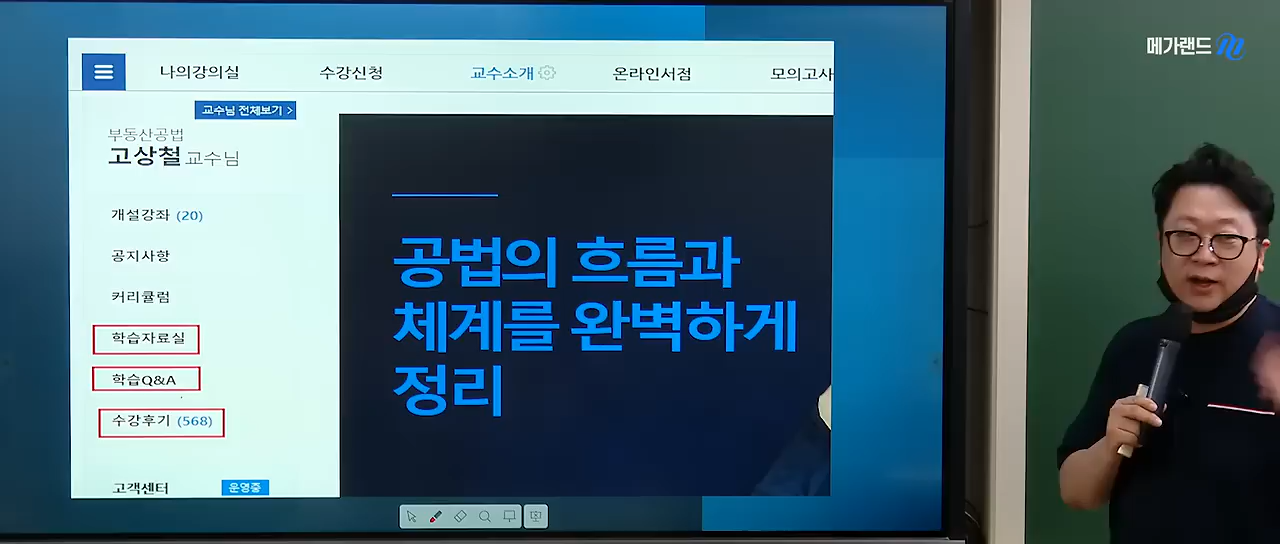 메가랜드
나의강의실 수강신청 교수소개 온라인서점 모의고사
교수님 전체보기 >
부동산공법
고상철 교수님
개설강좌 (20)
공지사항
커리큘럼
학습자료실
학습Q&A
수강후기 (568)
고객센터 운영중
공법의 흐름과
체계를 완벽하게
정리